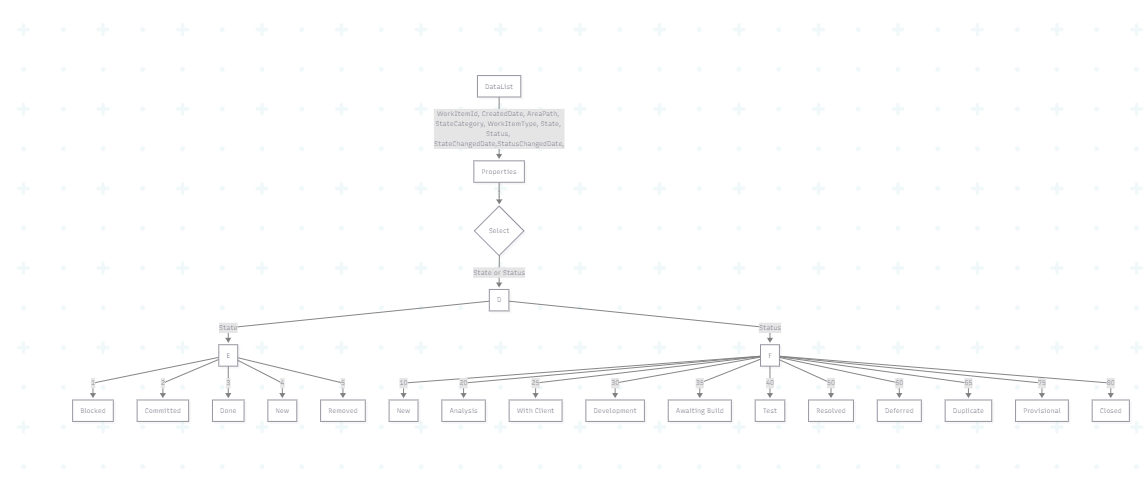 DataList
WorkItemId, CreatedDate, AreaPath,
StateCategory, WorkItemType, State,
Status,
StateChangedDate,StatusChangedDate,
Properties
Select
State or Status
D
State
Status
E
F
1 2 3 4 5 10 20 25 30 35 40 50 60 65 75 80
Blocked Committed Done New Removed New Analysis With Client Development Awaiting Build Test Resolved Deferred Duplicate Previsional Closed